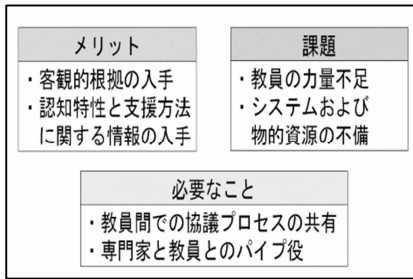 メリット
・客観的根拠の入手
・認知特性と支援方法
に関する情報の入手
課題
・教員の力量不足
・システムおよび
物的資源の不備
必要なこと
・教員間での協議プロセスの共有
・専門家と教員とのパイプ役